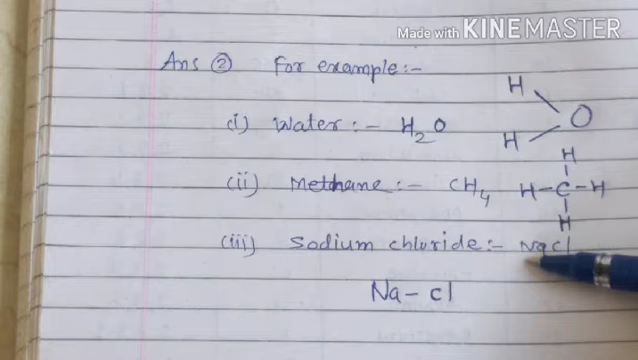 Made with KINEMASTER
Ans ② For example:-
(i) Water:- H₂O
H
H
O
(ii) Methane:- CH₄
H
H-C-H
H
(iii) Sodium chloride:- NaCl
Na-cl